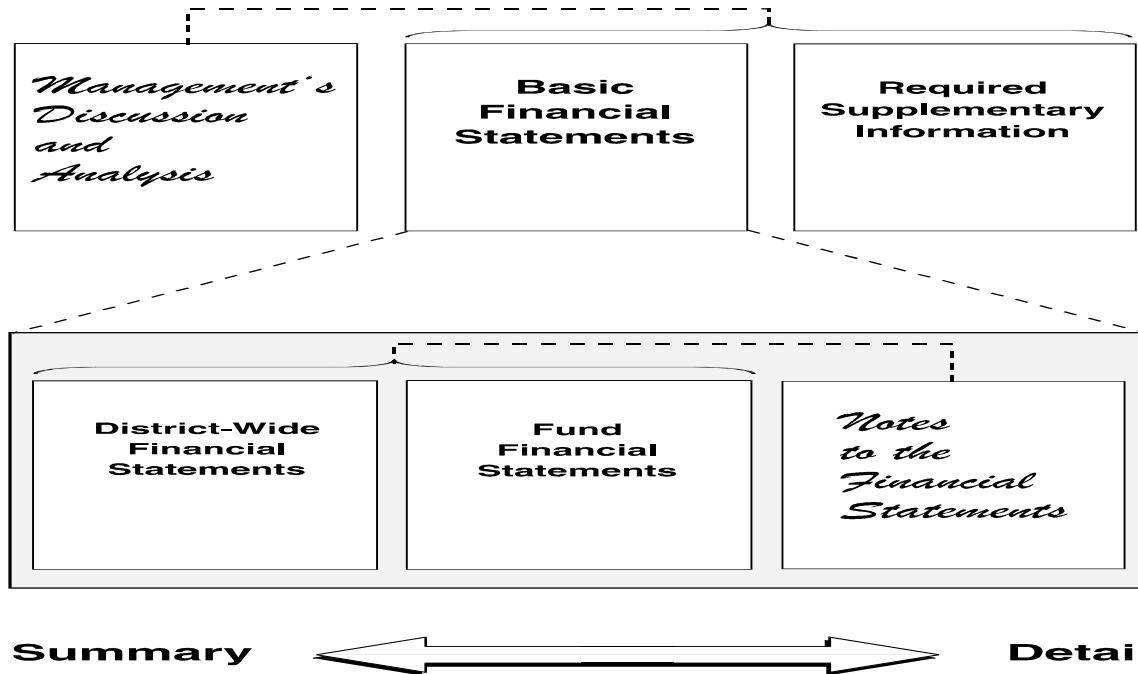 Management's
Discussion
and
Analysis
Basic
Financial
Statements
Required
Supplementary
Information
District-Wide
Financial
Statements
Fund
Financial
Statements
Notes
to the
Financial
Statements
Summary
Detai